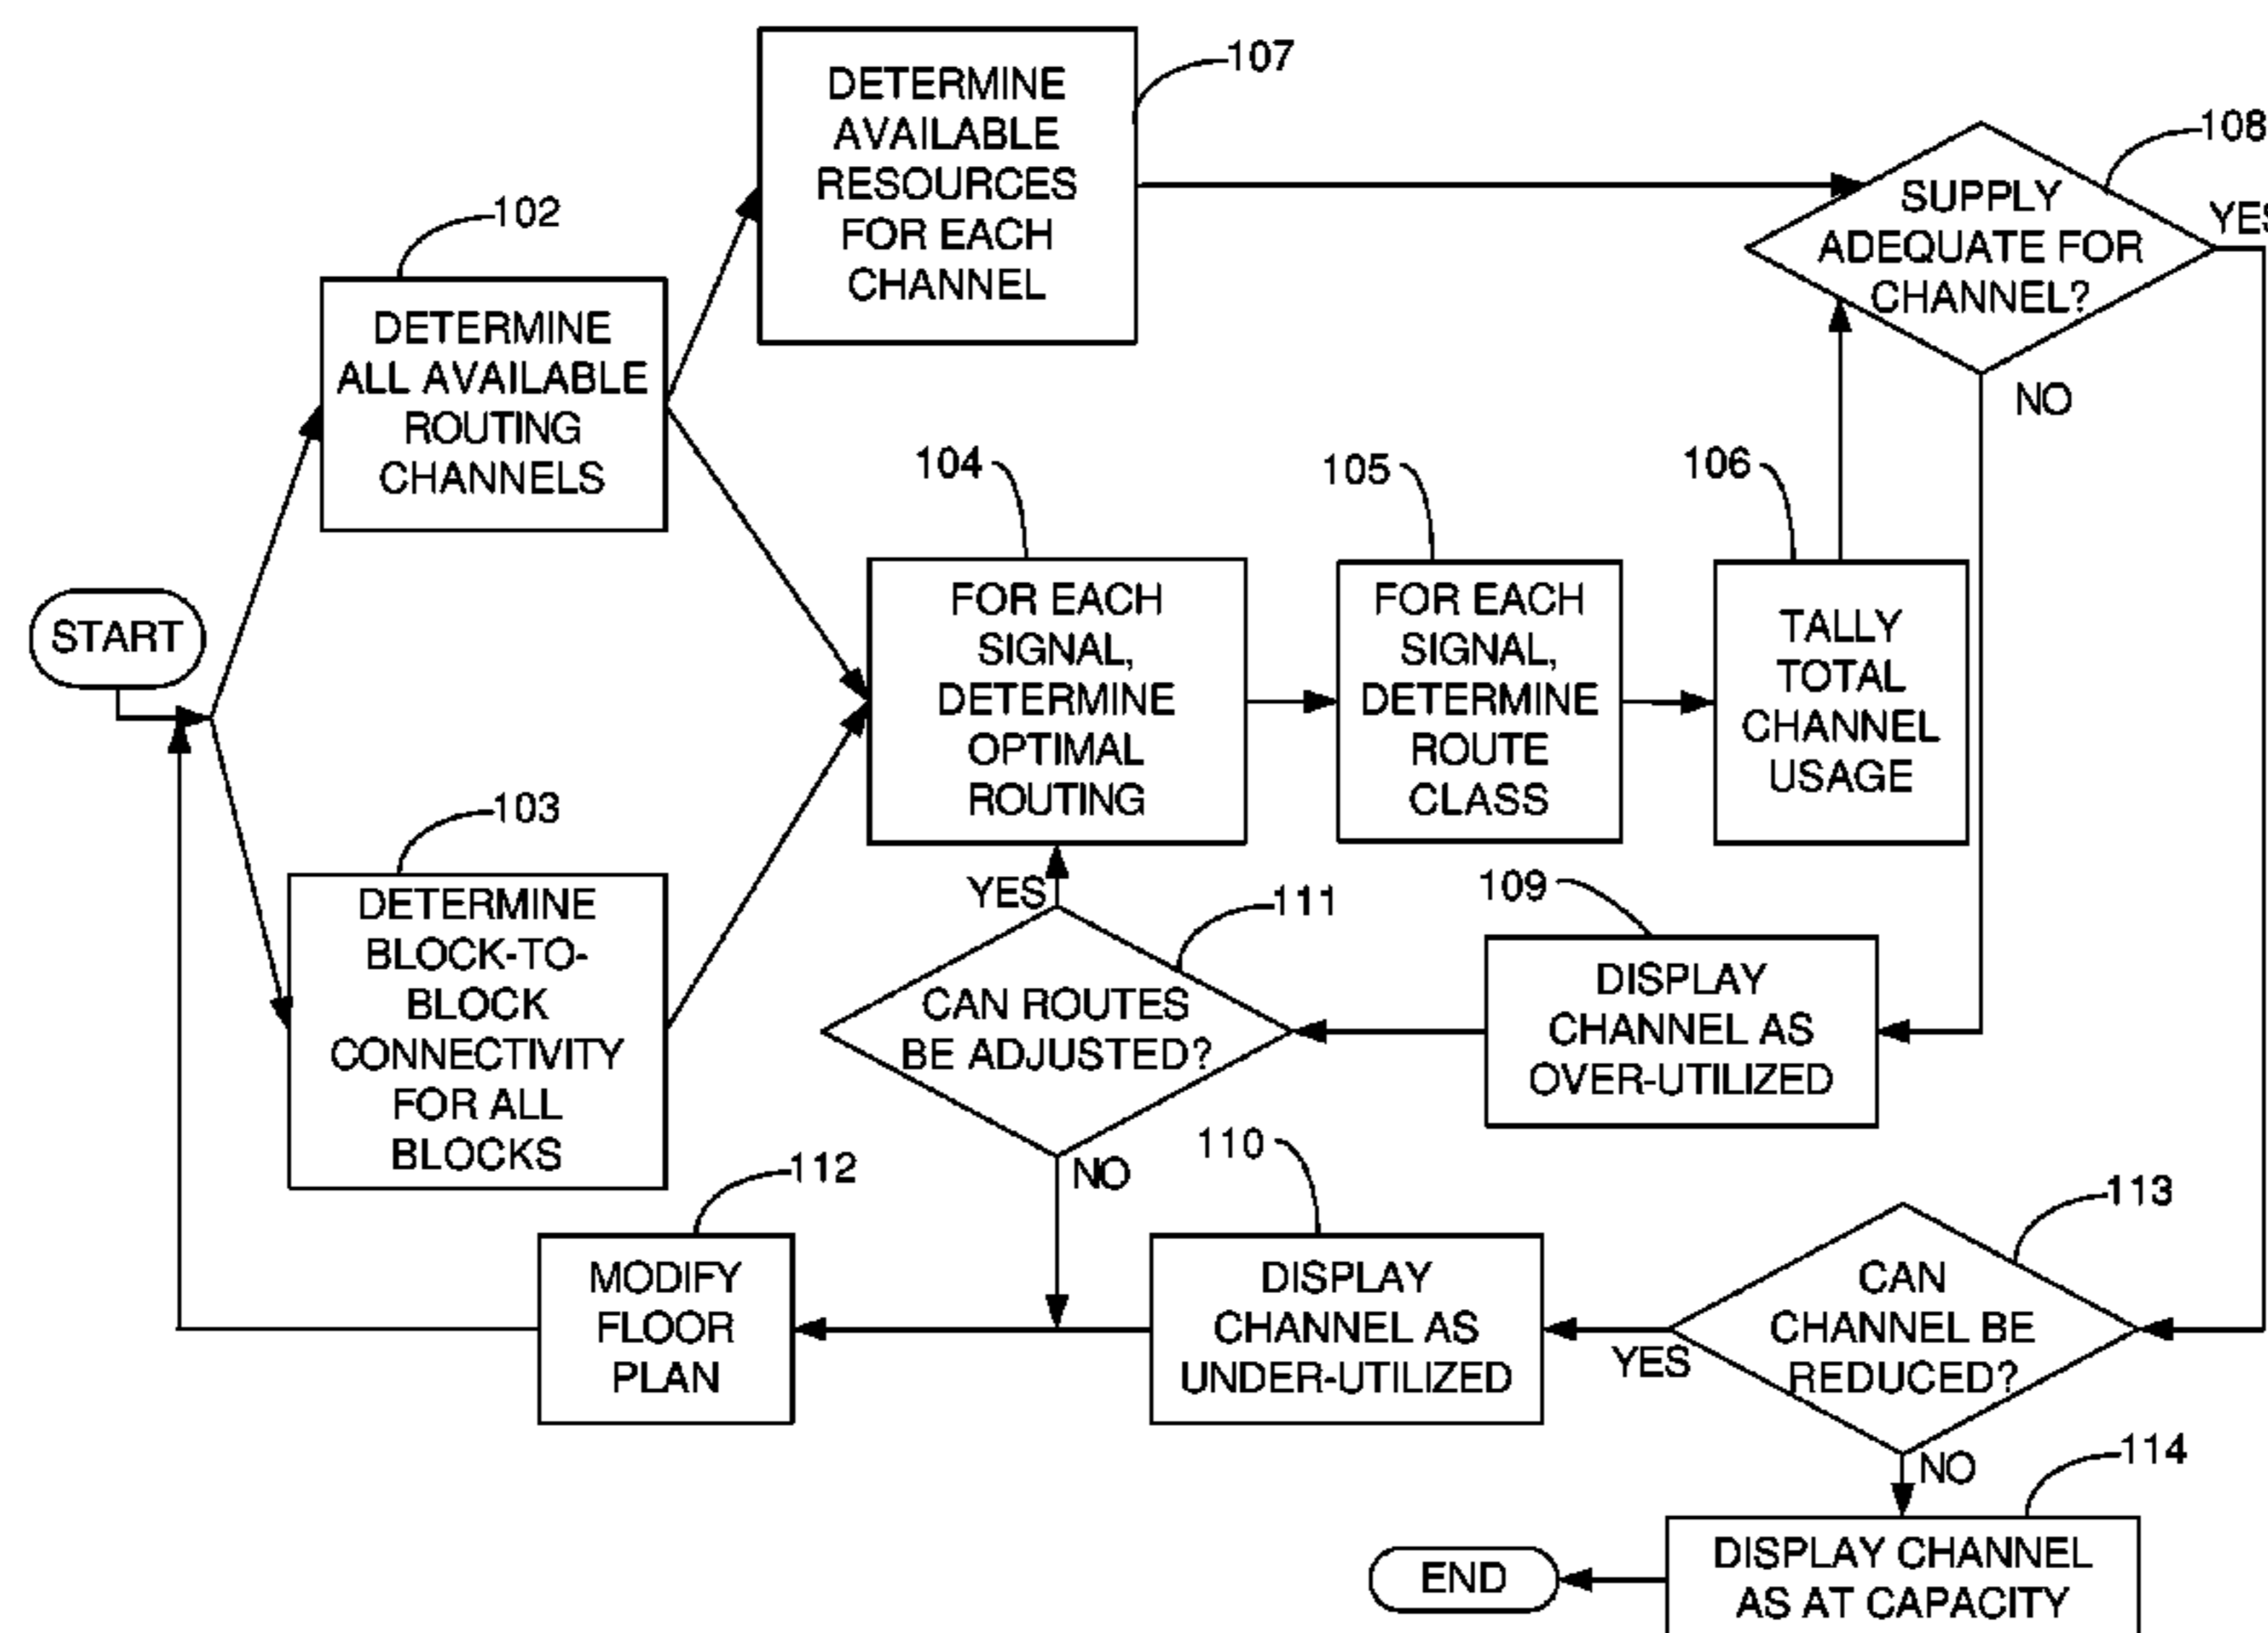 107
DETERMINE
AVAILABLE
RESOURCES
FOR EACH
CHANNEL
108
SUPPLY
ADEQUATE FOR
CHANNEL?
YES
NO
102
DETERMINE
ALL AVAILABLE
ROUTING
CHANNELS
START
104
FOR EACH
SIGNAL,
DETERMINE
OPTIMAL
ROUTING
105
FOR EACH
SIGNAL,
DETERMINE
ROUTE
CLASS
106
TALLY
TOTAL
CHANNEL
USAGE
103
DETERMINE
BLOCK-TO-
BLOCK
CONNECTIVITY
FOR ALL
BLOCKS
YES
111
CAN ROUTES
BE ADJUSTED?
NO
109
DISPLAY
CHANNEL AS
OVER-UTILIZED
112
MODIFY
FLOOR
PLAN
110
DISPLAY
CHANNEL AS
UNDER-UTILIZED
113
CAN
CHANNEL BE
REDUCED?
YES
NO
114
DISPLAY CHANNEL
AS AT CAPACITY
END